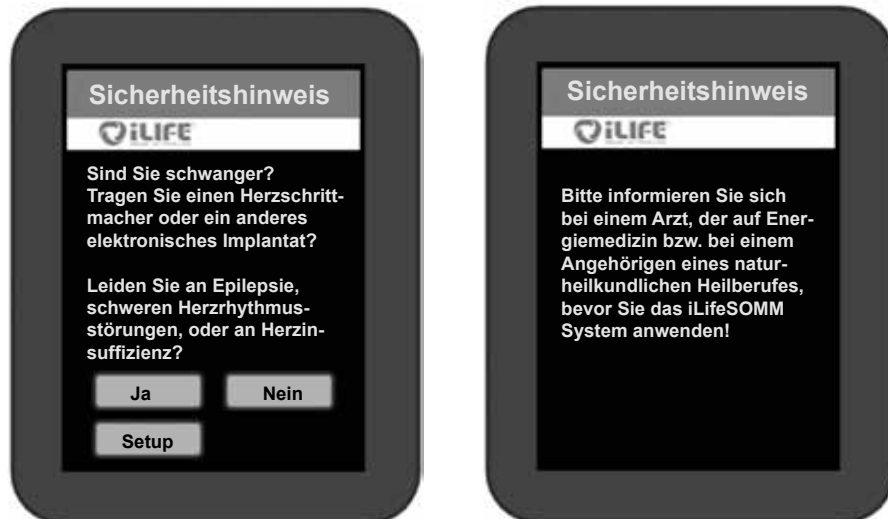 Sicherheitshinweis
iLIFE
Sind Sie schwanger?
Tragen Sie einen Herzschritt-
macher oder ein anderes
elektronisches Implantat?
Leiden Sie an Epilepsie,
schweren Herzrhythmus-
störungen, oder an Herzin-
suffizienz?
Ja Nein
Setup
Sicherheitshinweis
iLIFE
Bitte informieren Sie sich
bei einem Arzt, der auf Ener-
giemedizin bzw. bei einem
Angehörigen eines natur-
heilkundlichen Heilberufes,
bevor Sie das iLifeSOMM
System anwenden!